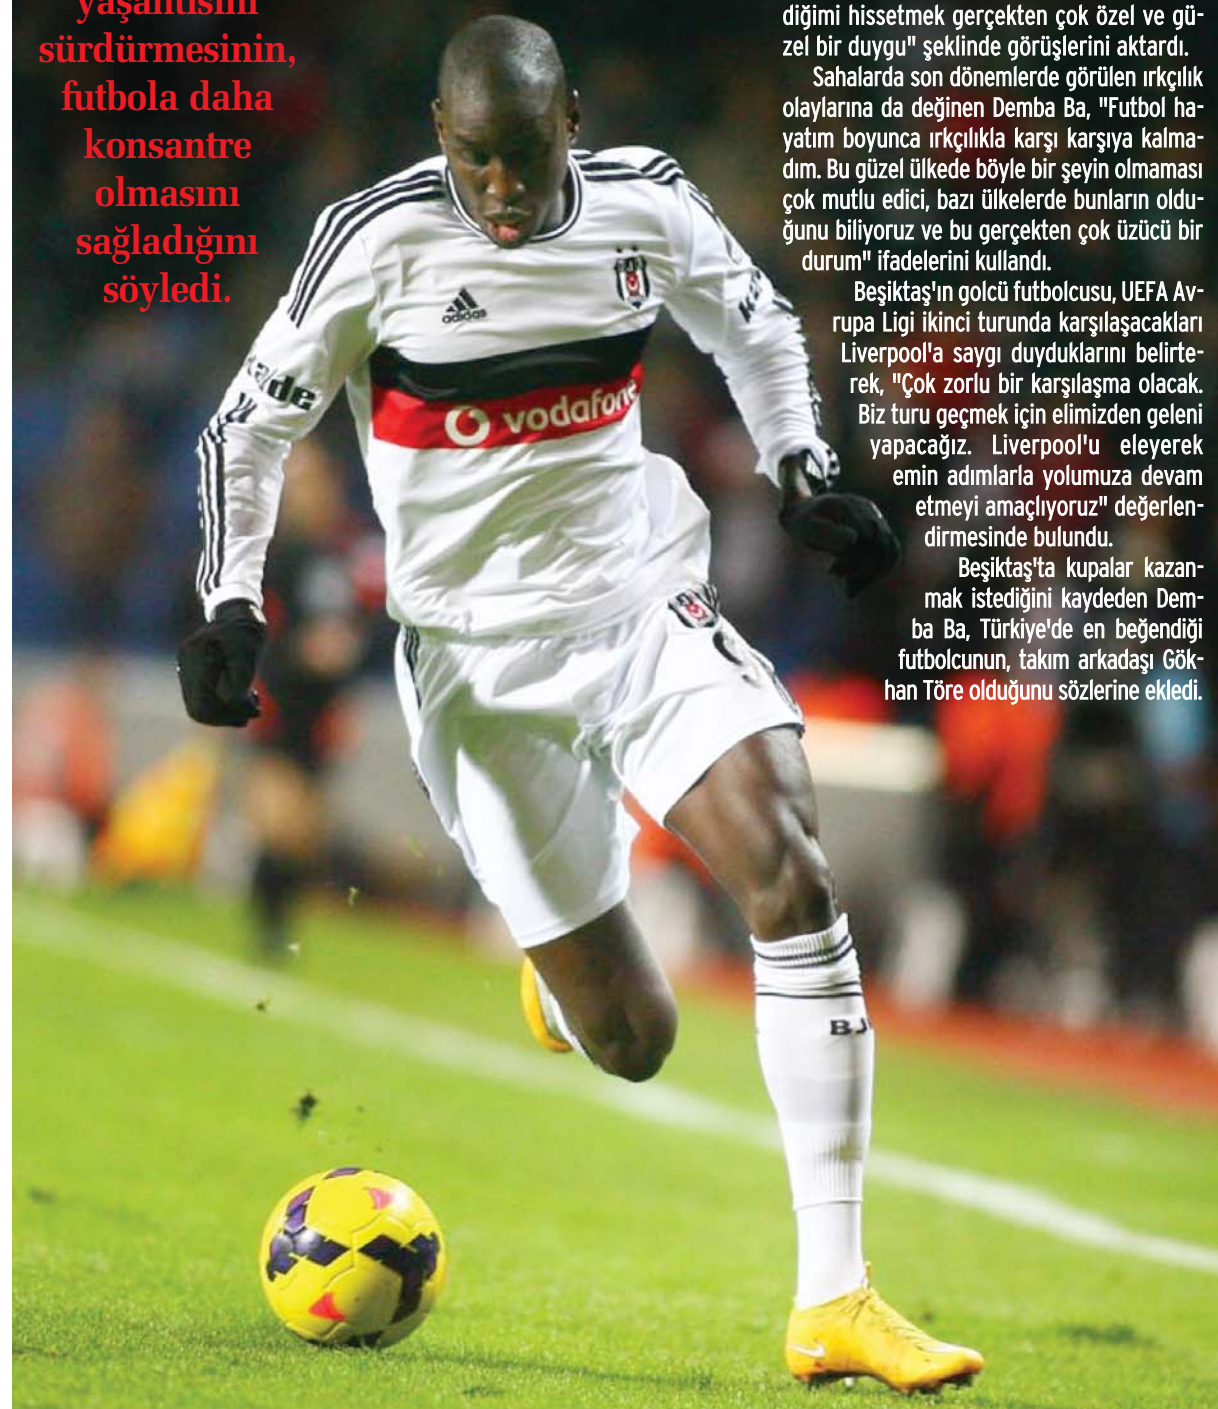 yaşantısını
sürdürmesinin,
futbola daha
konsantre
olmasını
sağladığını
söyledi.
diğimi hissetmek gerçekten çok özel ve gü-
zel bir duygu" şeklinde görüşlerini aktardı.
Sahalarda son dönemlerde görülen ırkçılık
olaylarına da değinen Demba Ba, "Futbol ha-
yatım boyunca ırkçılıkla karşı karşıya kalma-
dım. Bu güzel ülkede böyle bir şeyin olmaması
çok mutlu edici, bazı ülkelerde bunların oldu-
ğunu biliyoruz ve bu gerçekten çok üzücü bir
durum" ifadelerini kullandı.
Beşiktaş'ın golcü futbolcusu, UEFA Av-
rupa Ligi ikinci turunda karşılaşacakları
Liverpool'a saygı duyduklarını belirte-
rek, "Çok zorlu bir karşılaşma olacak.
Biz turu geçmek için elimizden geleni
yapacağız. Liverpool'u eleyerek
emin adımlarla yolumuza devam
etmeyi amaçlıyoruz" değerlen-
dirmesinde bulundu.
Beşiktaş'ta kupalar kazan-
mak istediğini kaydeden Dem-
ba Ba, Türkiye'de en beğendiği
futbolcunun, takım arkadaşı Gök-
han Töre olduğunu sözlerine ekledi.
adidas
vodafone